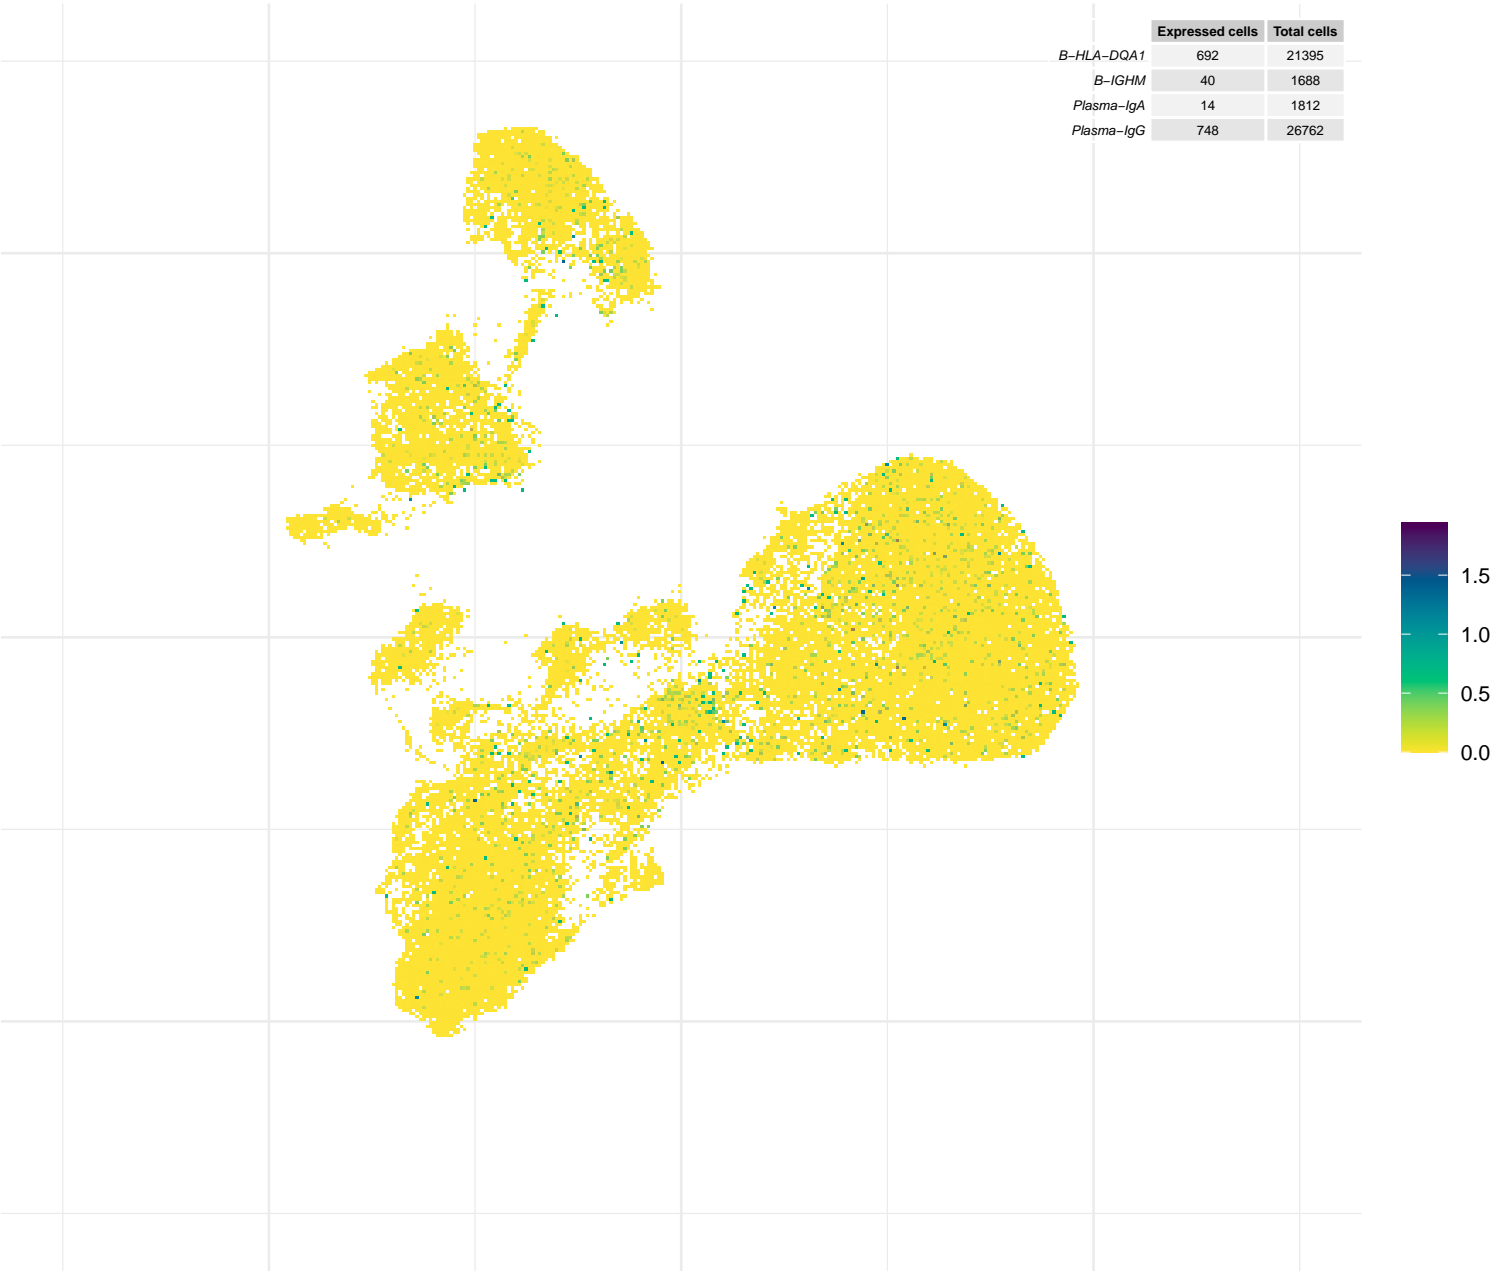 Expressed cells Total cells
B−HLA−DQA1 692 21395
B−IGHM 40 1688
Plasma−IgA 14 1812
Plasma−IgG 748 26762
1.5
1.0
0.5
0.0